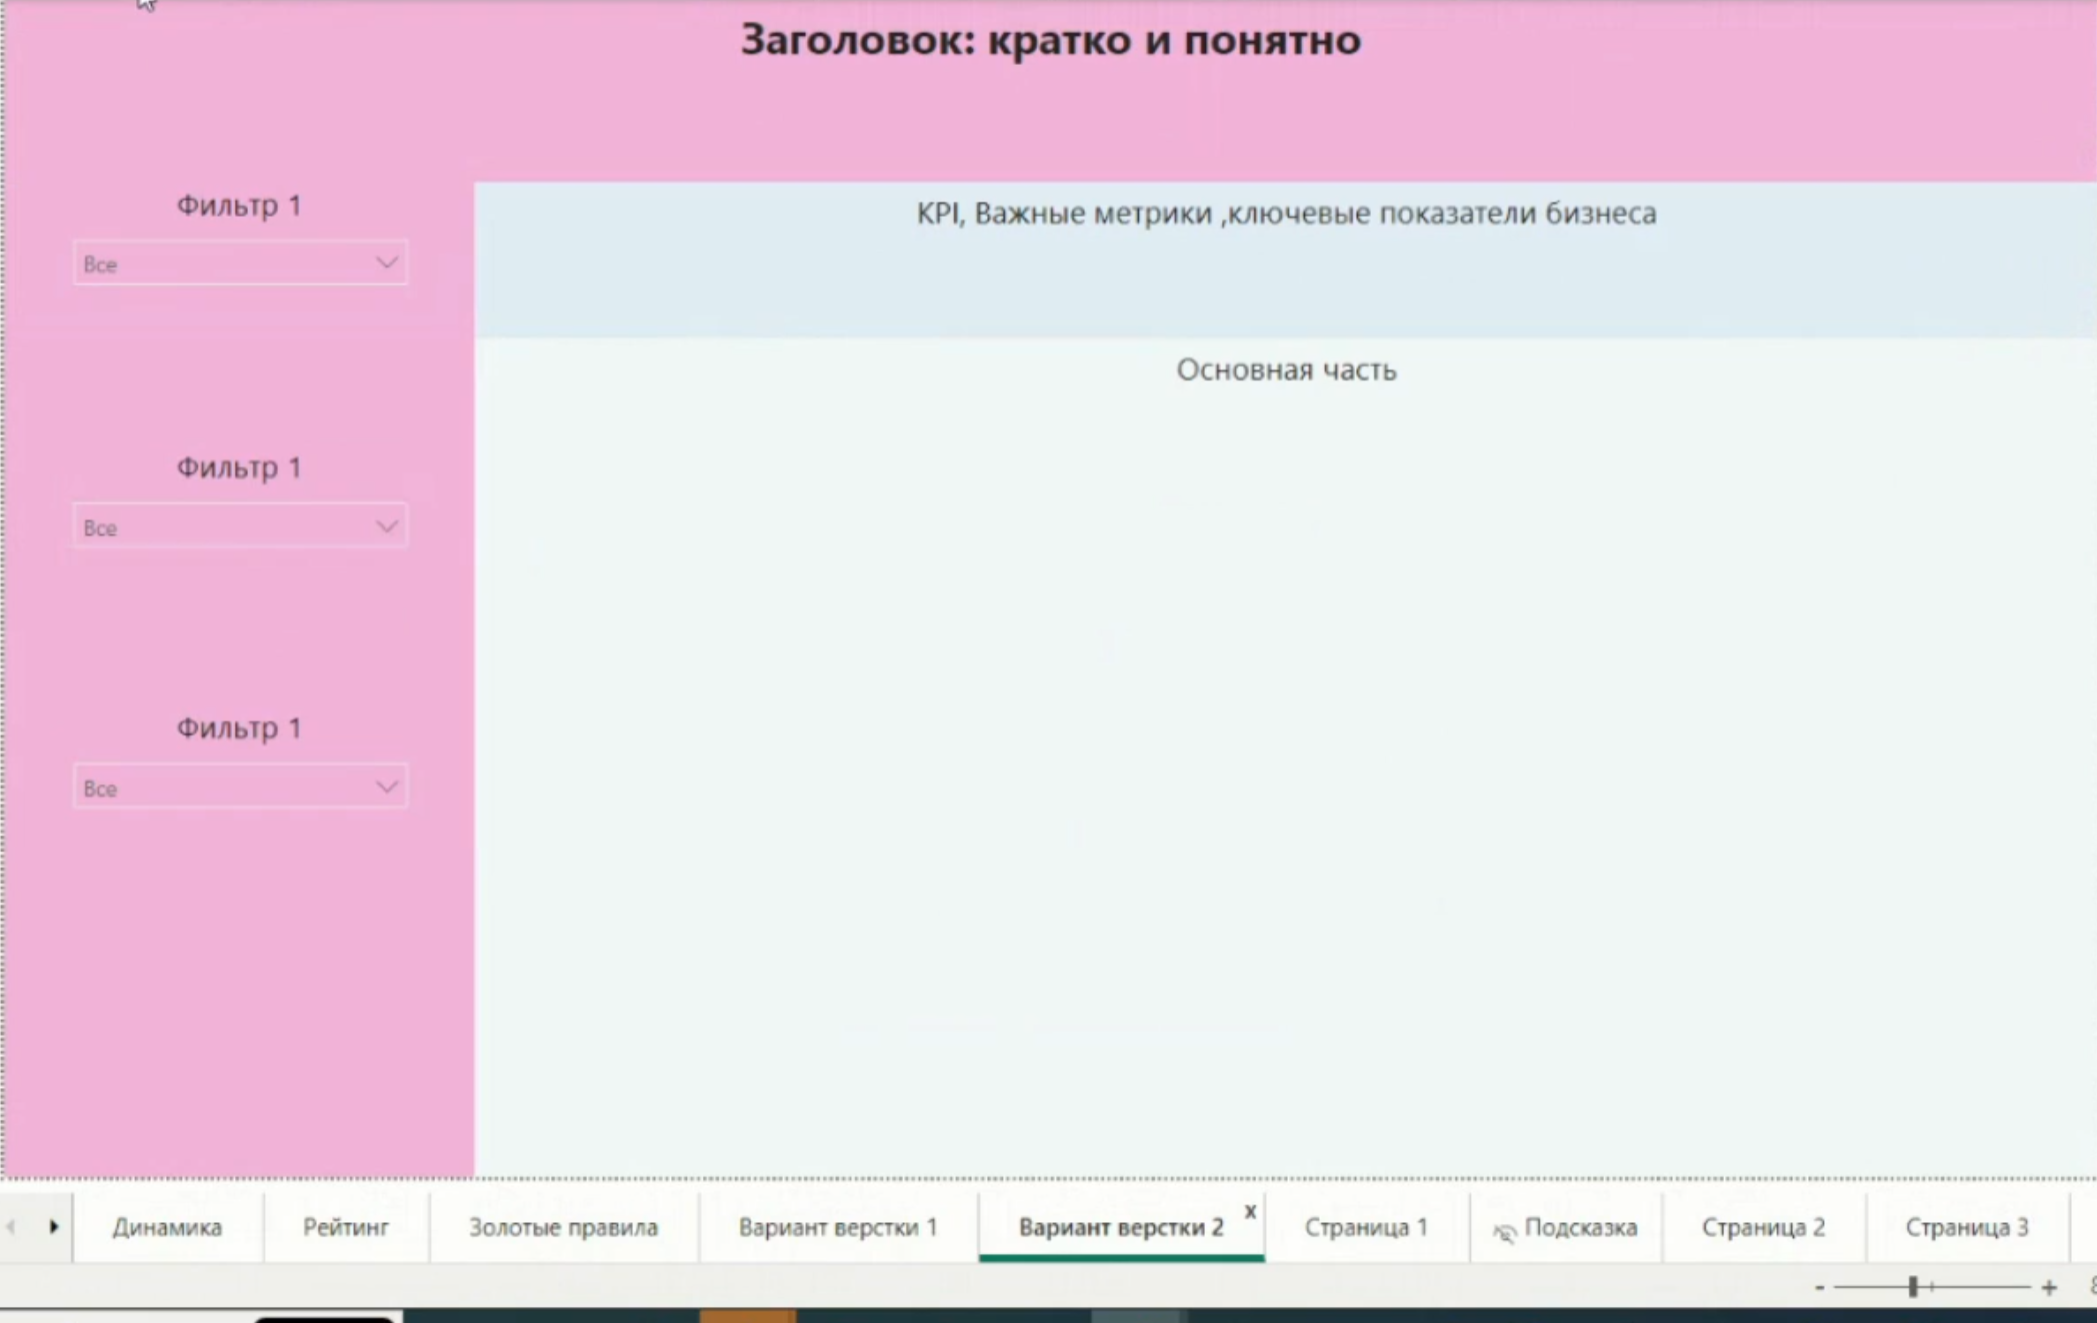 Заголовок: кратко и понятно
Фильтр 1
Все
KPI, Важные метрики ,ключевые показатели бизнеса
Основная часть
Фильтр 1
Все
Фильтр 1
Все
Динамика
Рейтинг
Золотые правила
Вариант верстки 1
Вариант верстки 2
x
Страница 1
Подсказка
Страница 2
Страница 3
- +